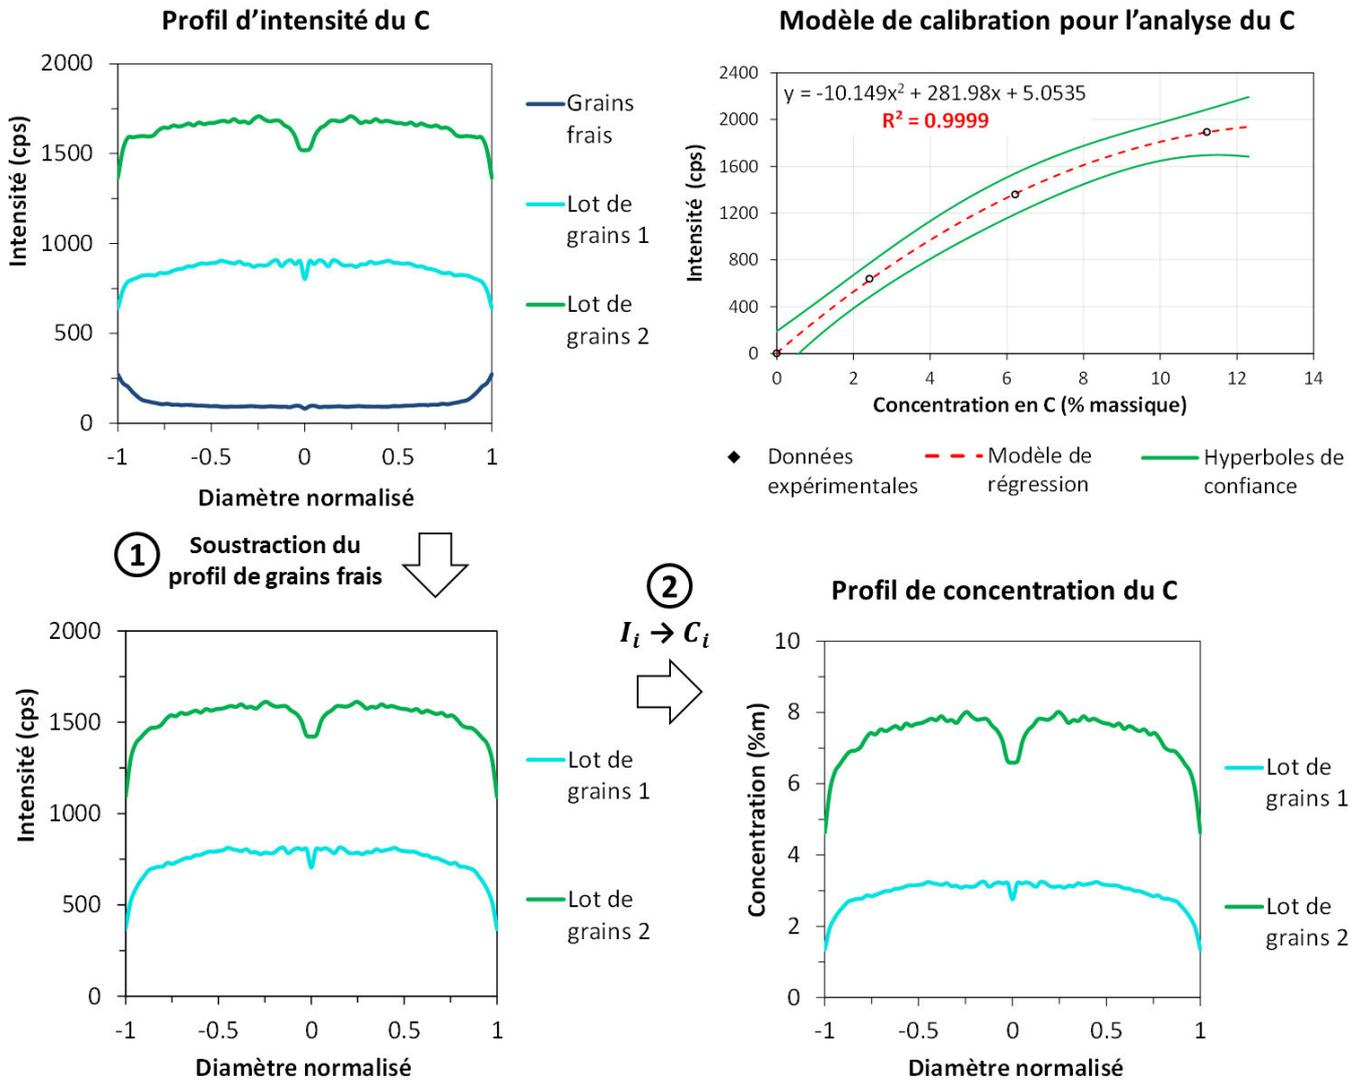 Profil d’intensité du C
2000
1500
1000
500
0
Intensité (cps)
-1 -0.5 0 0.5 1
Diamètre normalisé
Grains
frais
Lot de
grains 1
Lot de
grains 2
Modèle de calibration pour l’analyse du C
y = -10.149x² + 281.98x + 5.0535
R² = 0.9999
2400
2000
1600
1200
800
400
0
Intensité (cps)
0 2 4 6 8 10 12 14
Concentration en C (% massique)
Données
expérimentales
Modèle de
régression
Hyperboles de
confiance
1
Soustraction du
profil de grains frais
2000
1500
1000
500
0
Intensité (cps)
-1 -0.5 0 0.5 1
Diamètre normalisé
Lot de
grains 1
Lot de
grains 2
2
Iᵢ → Cᵢ
Profil de concentration du C
10
8
6
4
2
0
Concentration (%m)
-1 -0.5 0 0.5 1
Diamètre normalisé
Lot de
grains 1
Lot de
grains 2